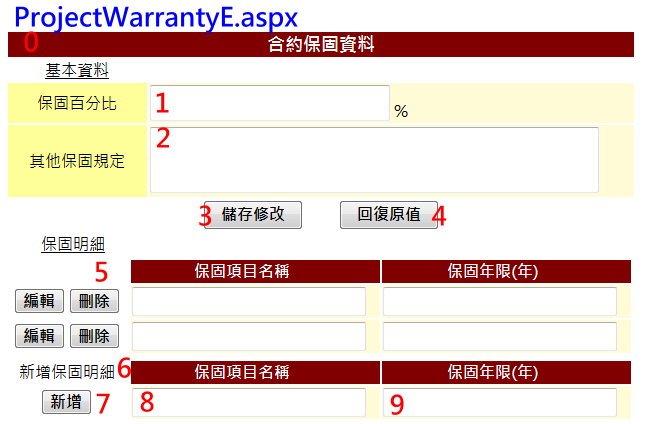 ProjectWarrantyE.aspx
0 合約保固資料
基本資料
保固百分比 1 %
其他保固規定 2
3 儲存修改 回復原值 4
保固明細
5 保固項目名稱 保固年限(年)
編輯 刪除
編輯 刪除
新增保固明細 6 保固項目名稱 保固年限(年)
新增 7 8 9